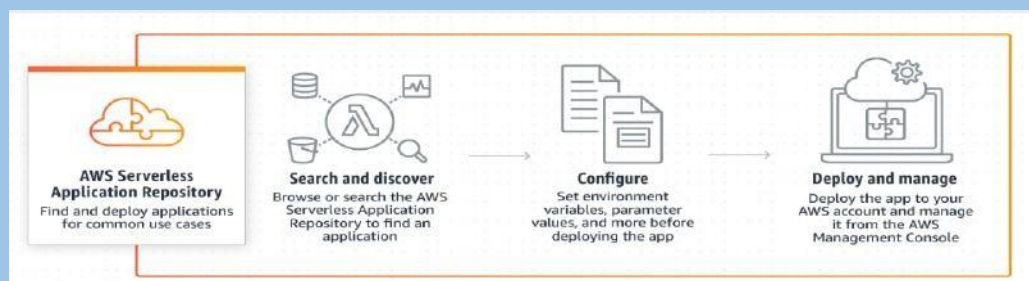 AWS Serverless
Application Repository
Find and deploy applications
for common use cases
Search and discover
Browse or search the AWS
Serverless Application
Repository to find an
application
Configure
Set environment
variables, parameter
values, and more before
deploying the app
Deploy and manage
Deploy the app to your
AWS account and manage
it from the AWS
Management Console